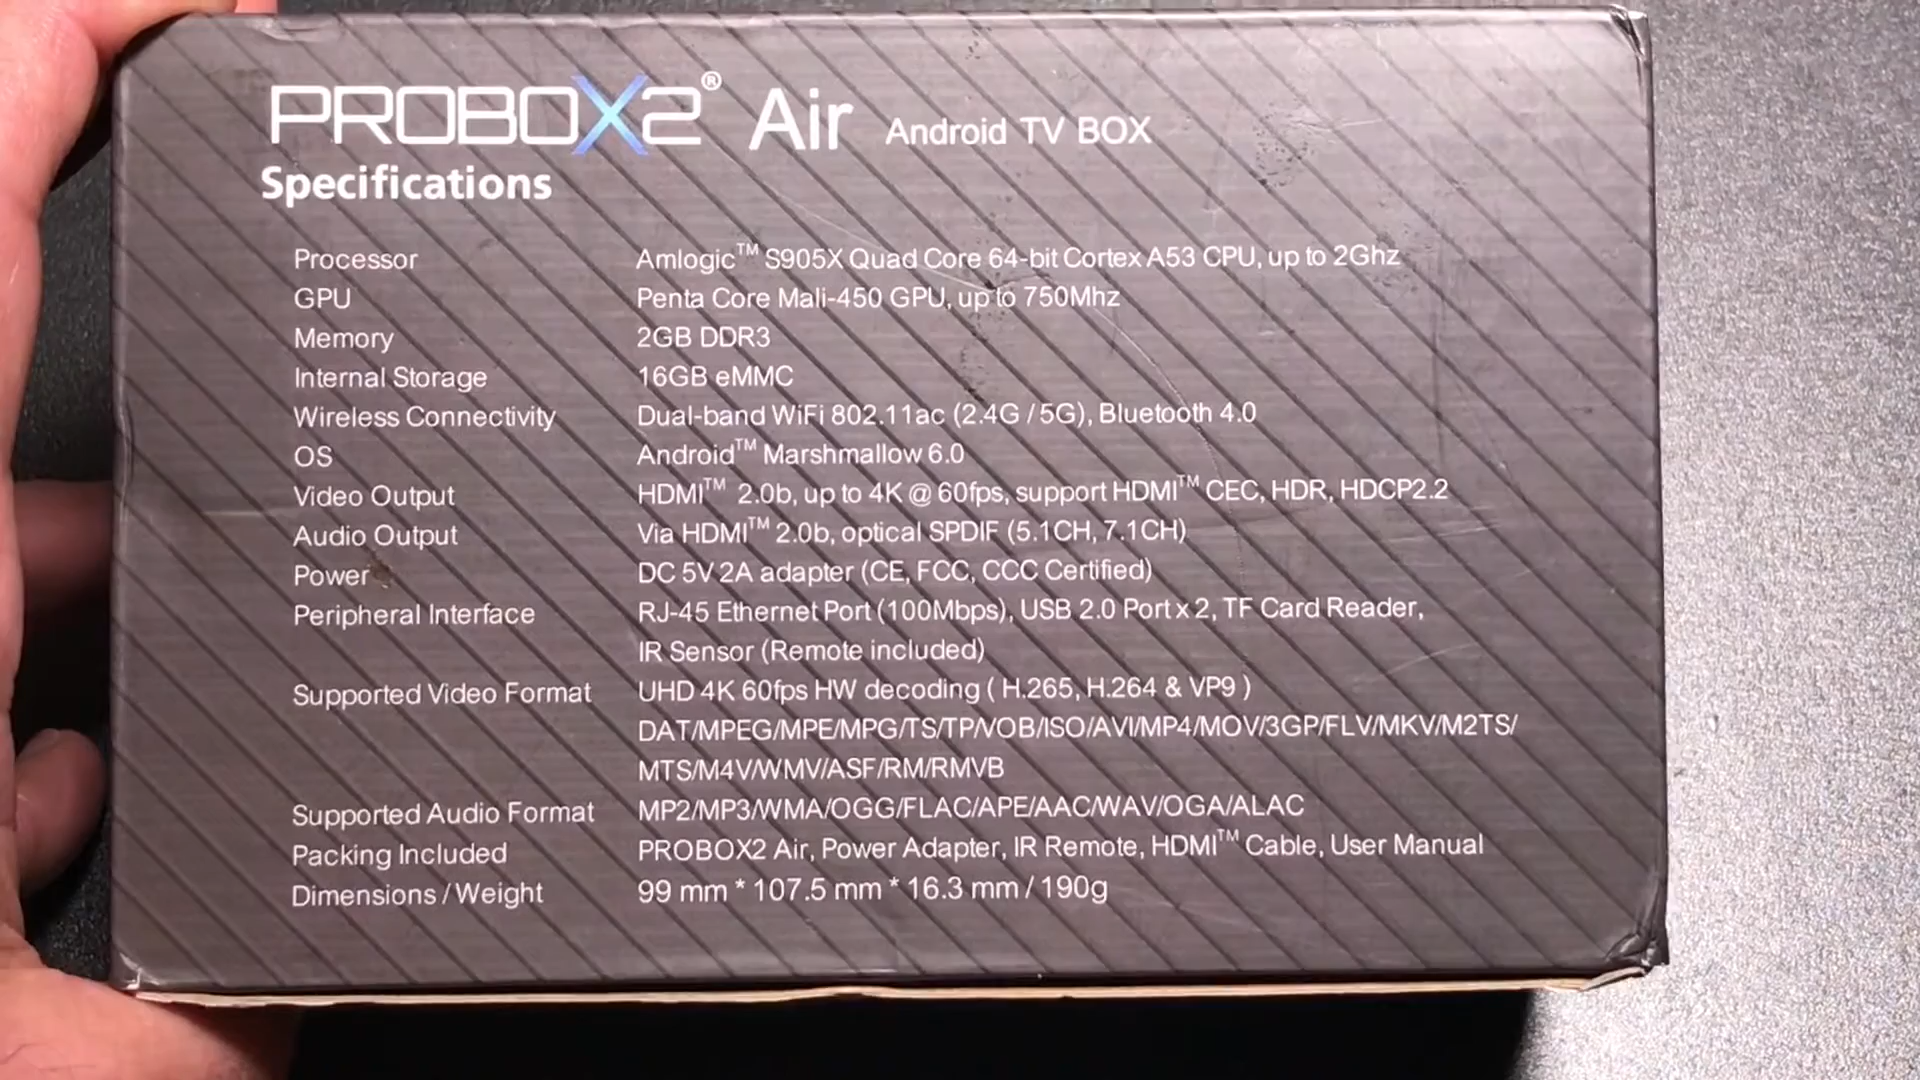 PROBOX2® Air Android TV BOX
Specifications
Processor Amlogic™ S905X Quad Core 64-bit Cortex A53 CPU, up to 2Ghz
GPU Penta Core Mali-450 GPU, up to 750Mhz
Memory 2GB DDR3
Internal Storage 16GB eMMC
Wireless Connectivity Dual-band WiFi 802.11ac (2.4G / 5G), Bluetooth 4.0
OS Android™ Marshmallow 6.0
Video Output HDMI™ 2.0b, up to 4K @ 60fps, support HDMI™ CEC, HDR, HDCP2.2
Audio Output Via HDMI™ 2.0b, optical SPDIF (5.1CH, 7.1CH)
Power DC 5V 2A adapter (CE, FCC, CCC Certified)
Peripheral Interface RJ-45 Ethernet Port (100Mbps), USB 2.0 Port x 2, TF Card Reader,
IR Sensor (Remote included)
Supported Video Format UHD 4K 60fps HW decoding ( H.265, H.264 & VP9 )
DAT/MPEG/MPE/MPG/TS/TP/VOB/ISO/AVI/MP4/MOV/3GP/FLV/MKV/M2TS/
MTS/M4V/WMV/ASF/RM/RMVB
Supported Audio Format MP2/MP3/WMA/OGG/FLAC/APE/AAC/WAV/OGA/ALAC
Packing Included PROBOX2 Air, Power Adapter, IR Remote, HDMI™ Cable, User Manual
Dimensions / Weight 99 mm * 107.5 mm * 16.3 mm / 190g